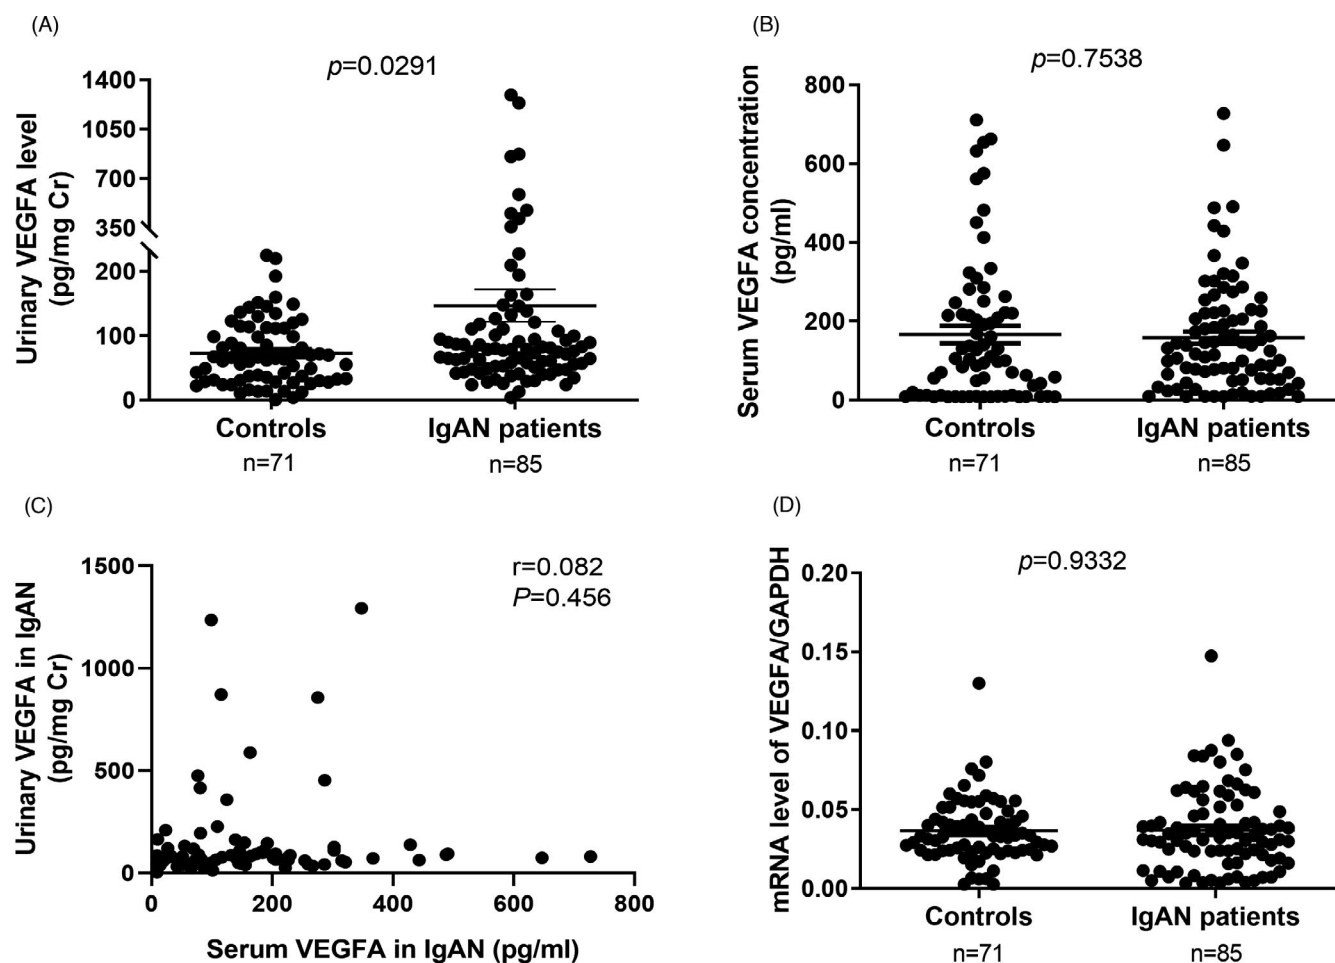 (A)
p=0.0291
Urinary VEGFA level
(pg/mg Cr)
1400
1050
700
350
200
100
0
Controls
IgAN patients
n=71
n=85
(B)
p=0.7538
Serum VEGFA concentration
(pg/ml)
800
600
400
200
0
Controls
IgAN patients
n=71
n=85
(C)
r=0.082
P=0.456
Urinary VEGFA in IgAN
(pg/mg Cr)
1500
1000
500
0
0
200
400
600
800
Serum VEGFA in IgAN (pg/ml)
(D)
p=0.9332
mRNA level of VEGFA/GAPDH
0.20
0.15
0.10
0.05
0.00
Controls
IgAN patients
n=71
n=85